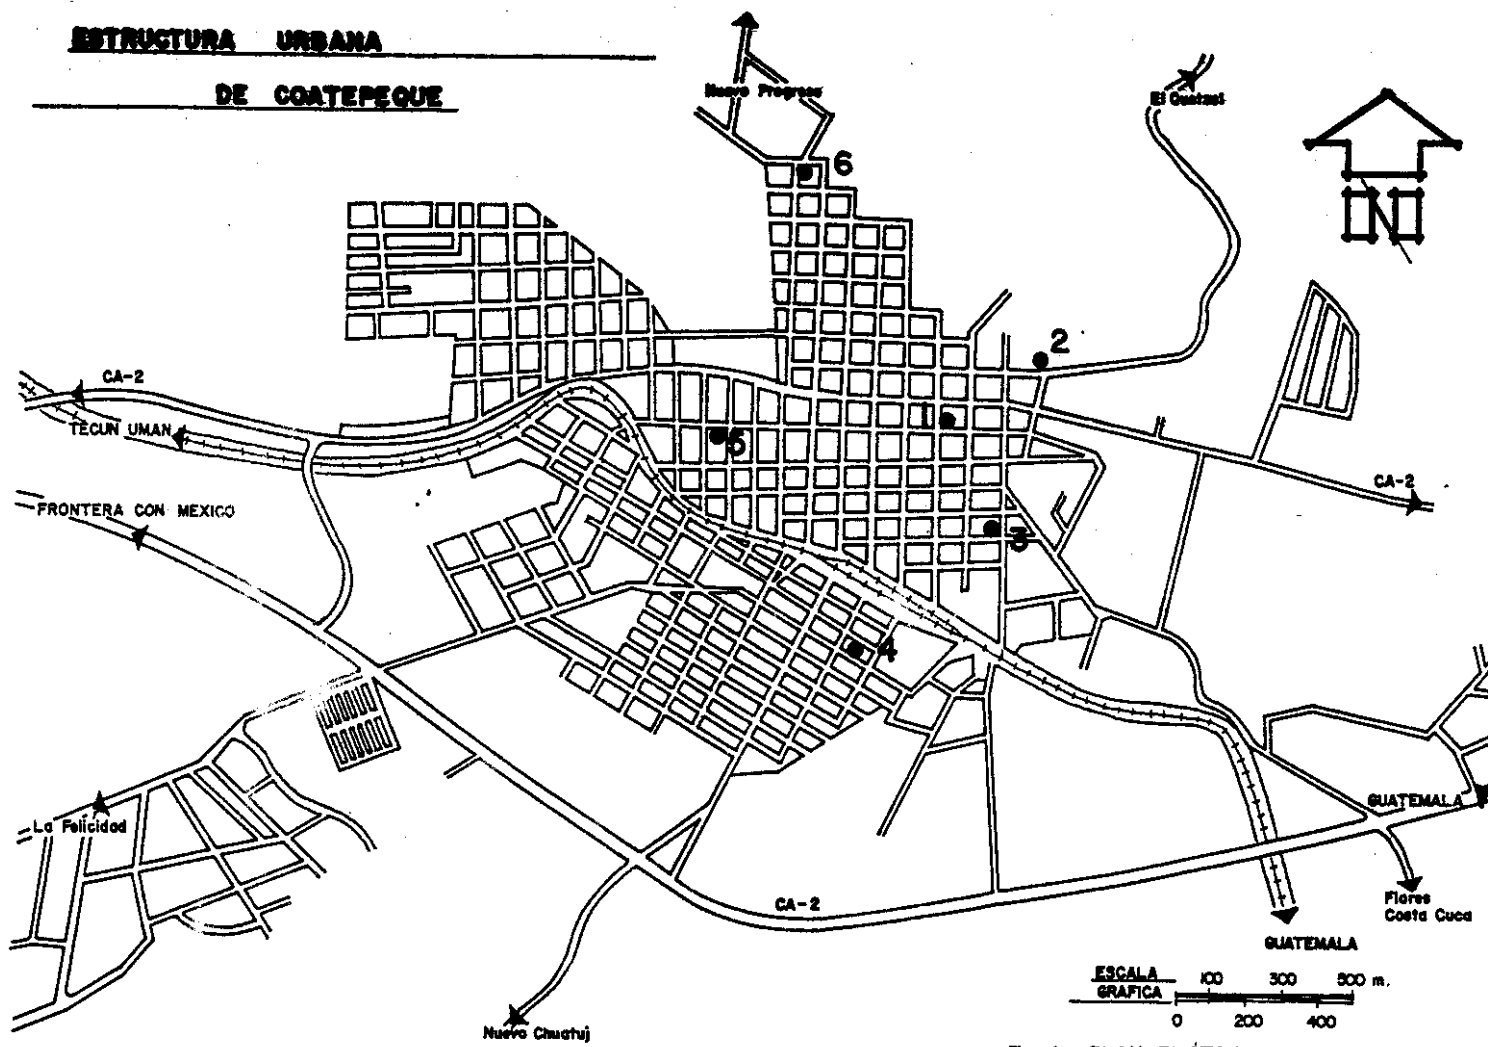 ESTRUCTURA URBANA
DE COATEPEQUE
Nuevo Progreso
El Quetzal
N
6
2
CA-2
1
TECUN UMAN
5
CA-2
FRONTERA CON MEXICO
3
4
GUATEMALA
La Felicidad
CA-2
Flores
Costa Cuca
GUATEMALA
ESCALA
GRAFICA
100 300 500 m.
0 200 400
Nuevo Chuatuj